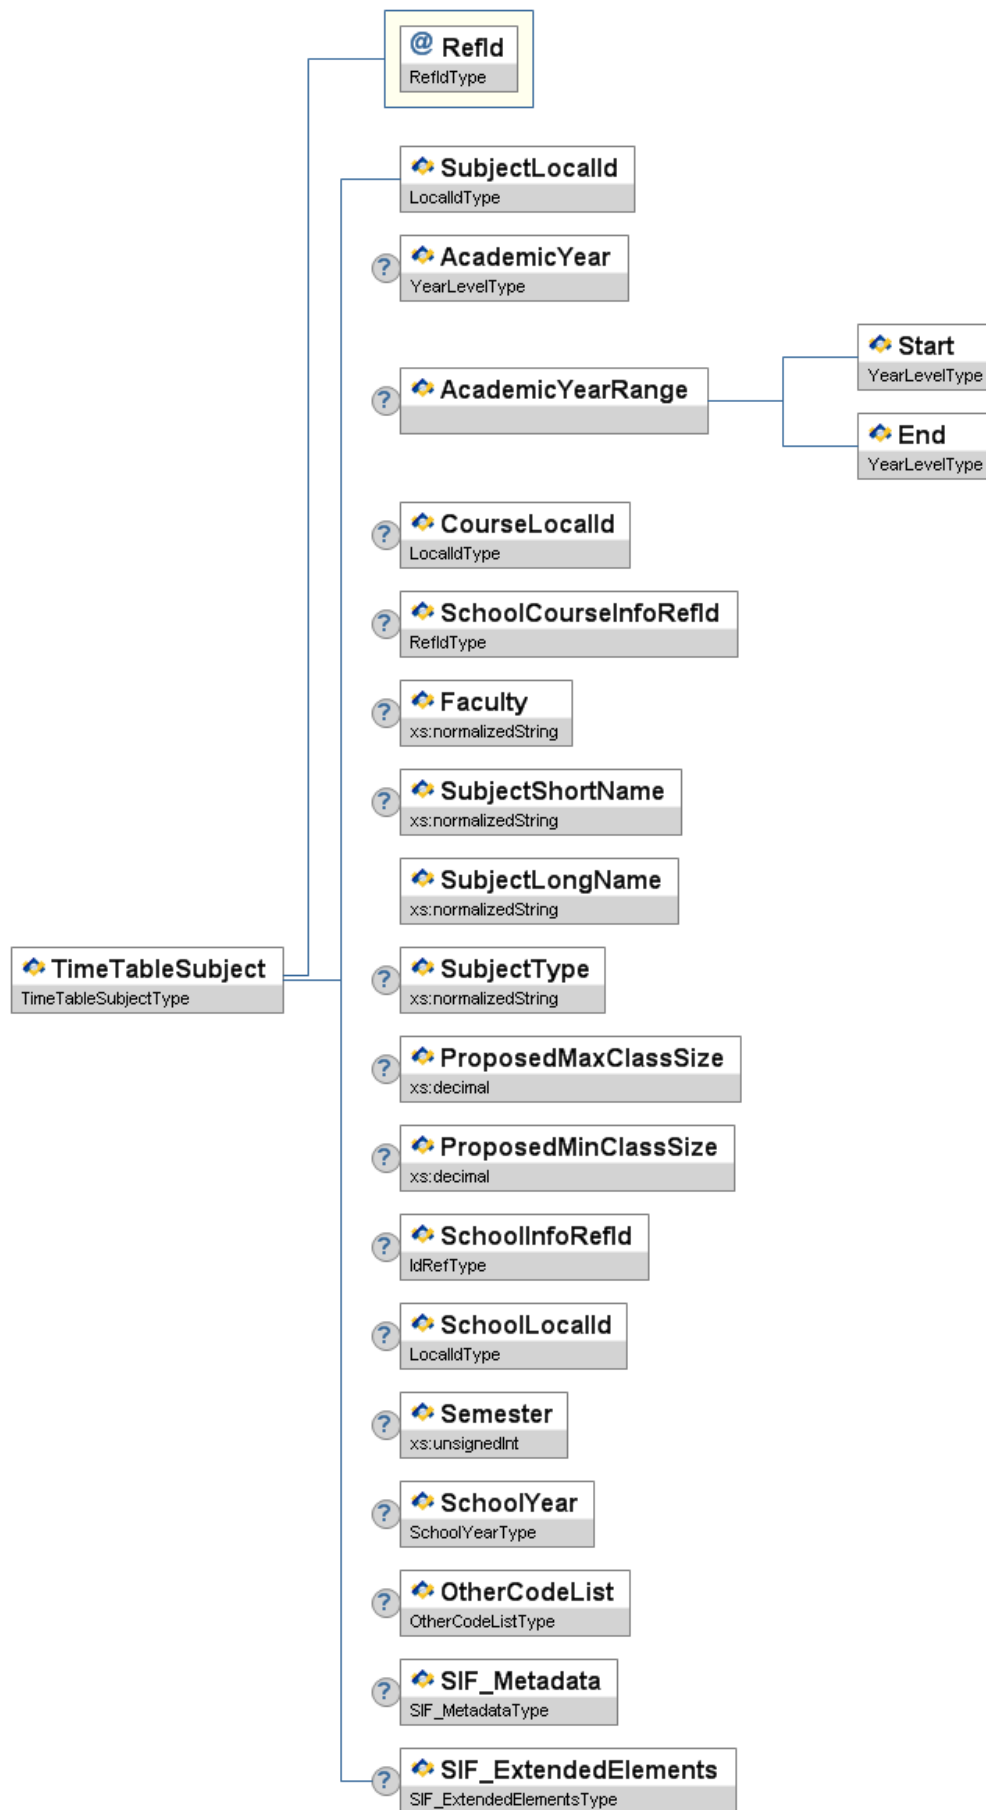 @ RefId
RefIdType
SubjectLocalId
LocalIdType
? AcademicYear
YearLevelType
Start
YearLevelType
? AcademicYearRange
End
YearLevelType
? CourseLocalId
LocalIdType
? SchoolCourseInfoRefId
RefIdType
? Faculty
xs:normalizedString
? SubjectShortName
xs:normalizedString
SubjectLongName
xs:normalizedString
TimeTableSubject
TimeTableSubjectType
? SubjectType
xs:normalizedString
? ProposedMaxClassSize
xs:decimal
? ProposedMinClassSize
xs:decimal
? SchoolInfoRefId
IdRefType
? SchoolLocalId
LocalIdType
? Semester
xs:unsignedInt
? SchoolYear
SchoolYearType
? OtherCodeList
OtherCodeListType
? SIF_Metadata
SIF_MetadataType
? SIF_ExtendedElements
SIF_ExtendedElementsType